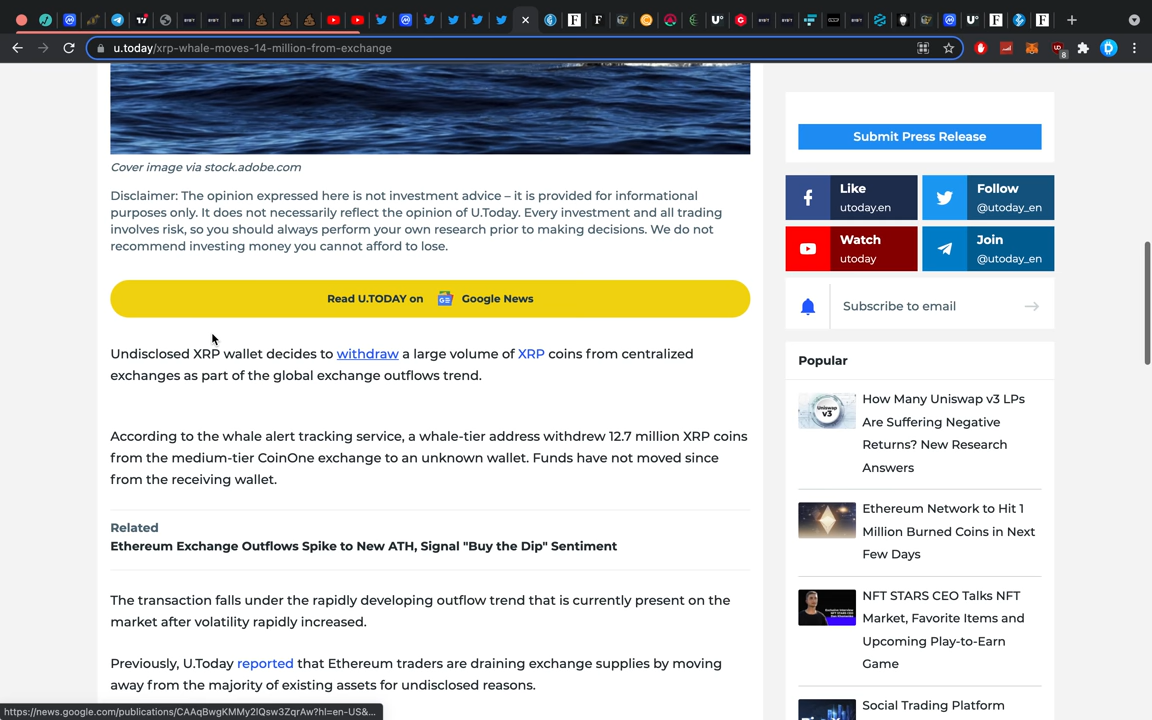 u.today/xrp-whale-moves-14-million-from-exchange
Cover image via stock.adobe.com
Disclaimer: The opinion expressed here is not investment advice – it is provided for informational
purposes only. It does not necessarily reflect the opinion of U.Today. Every investment and all trading
involves risk, so you should always perform your own research prior to making decisions. We do not
recommend investing money you cannot afford to lose.
Read U.TODAY on Google News
Undisclosed XRP wallet decides to withdraw a large volume of XRP coins from centralized
exchanges as part of the global exchange outflows trend.
According to the whale alert tracking service, a whale-tier address withdrew 12.7 million XRP coins
from the medium-tier CoinOne exchange to an unknown wallet. Funds have not moved since
from the receiving wallet.
Related
Ethereum Exchange Outflows Spike to New ATH, Signal "Buy the Dip" Sentiment
The transaction falls under the rapidly developing outflow trend that is currently present on the
market after volatility rapidly increased.
Previously, U.Today reported that Ethereum traders are draining exchange supplies by moving
away from the majority of existing assets for undisclosed reasons.
Submit Press Release
Like
utoday.en
Follow
@utoday_en
Watch
utoday
Join
@utoday_en
Subscribe to email
Popular
Uniswap
v3
How Many Uniswap v3 LPs
Are Suffering Negative
Returns? New Research
Answers
Ethereum Network to Hit 1
Million Burned Coins in Next
Few Days
NFT STARS CEO Talks NFT
Market, Favorite Items and
Upcoming Play-to-Earn
Game
Social Trading Platform
https://news.google.com/publications/CAAqBwgKMMy2lQsw3ZqrAw?hl=en-US&...